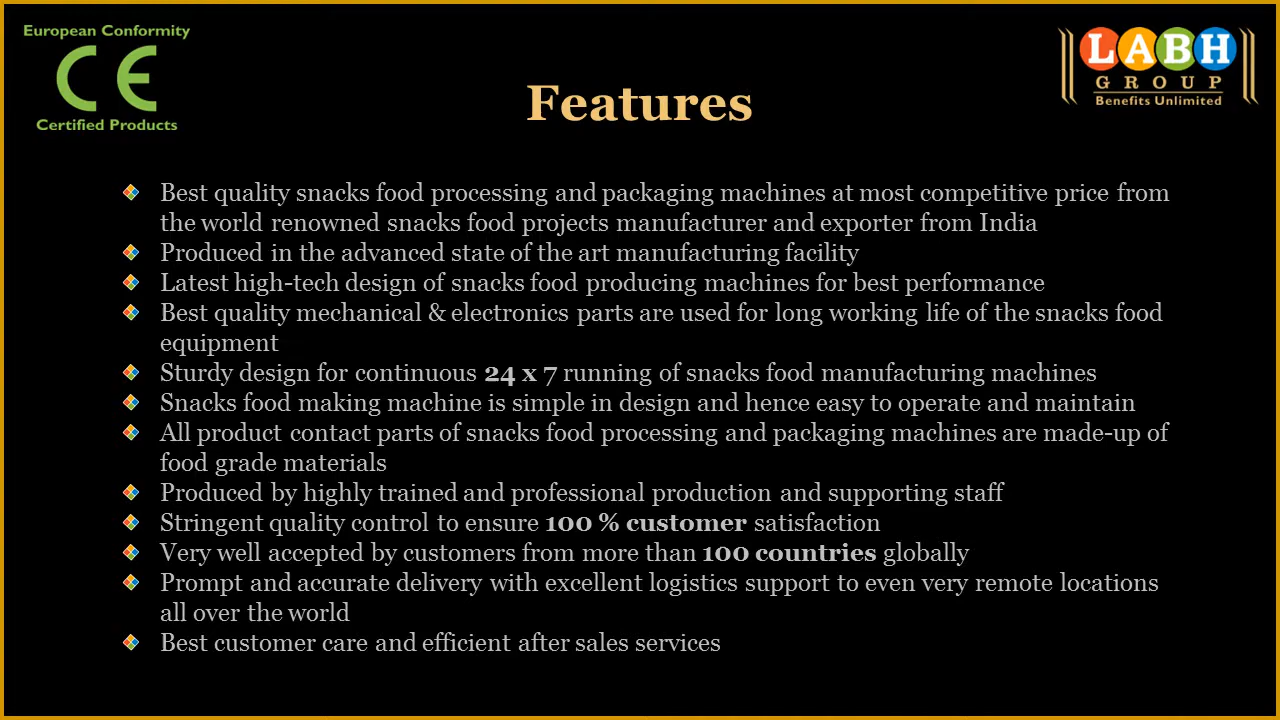 European Conformity
CE
Certified Products
LABH
GROUP
Benefits Unlimited
Features
Best quality snacks food processing and packaging machines at most competitive price from
the world renowned snacks food projects manufacturer and exporter from India
Produced in the advanced state of the art manufacturing facility
Latest high-tech design of snacks food producing machines for best performance
Best quality mechanical & electronics parts are used for long working life of the snacks food
equipment
Sturdy design for continuous 24 x 7 running of snacks food manufacturing machines
Snacks food making machine is simple in design and hence easy to operate and maintain
All product contact parts of snacks food processing and packaging machines are made-up of
food grade materials
Produced by highly trained and professional production and supporting staff
Stringent quality control to ensure 100 % customer satisfaction
Very well accepted by customers from more than 100 countries globally
Prompt and accurate delivery with excellent logistics support to even very remote locations
all over the world
Best customer care and efficient after sales services